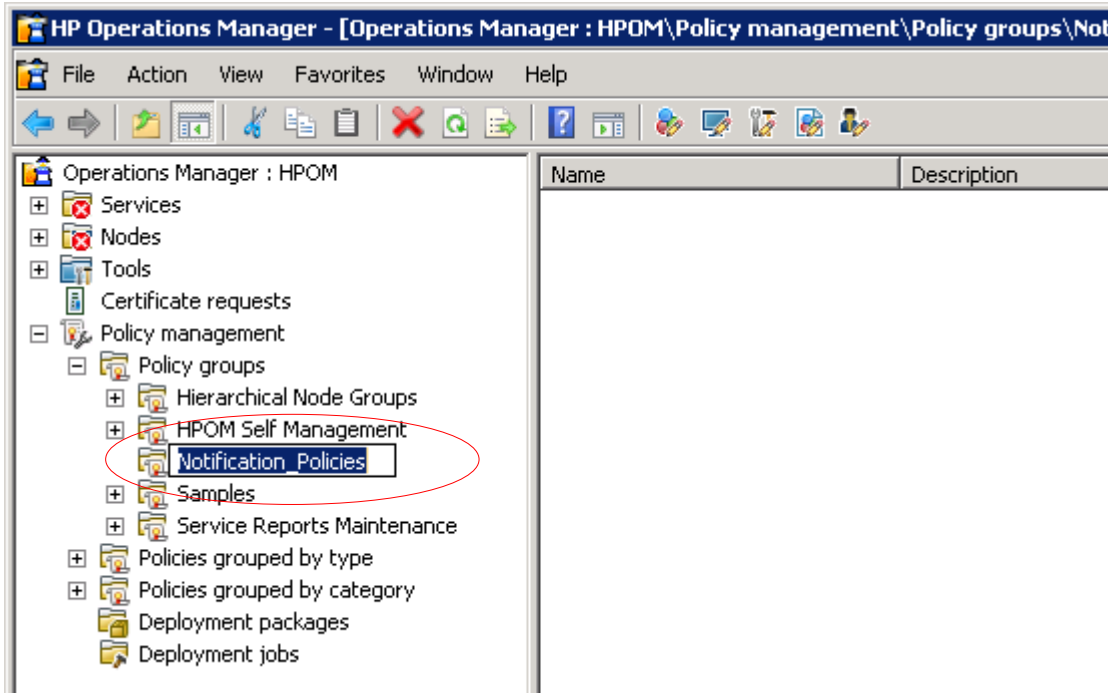 HP Operations Manager - [Operations Manager : HPOM\Policy management\Policy groups\Not
File Action View Favorites Window Help
Name Description
Operations Manager : HPOM
Services
Nodes
Tools
Certificate requests
Policy management
Policy groups
Hierarchical Node Groups
HPOM Self Management
Notification_Policies
Samples
Service Reports Maintenance
Policies grouped by type
Policies grouped by category
Deployment packages
Deployment jobs